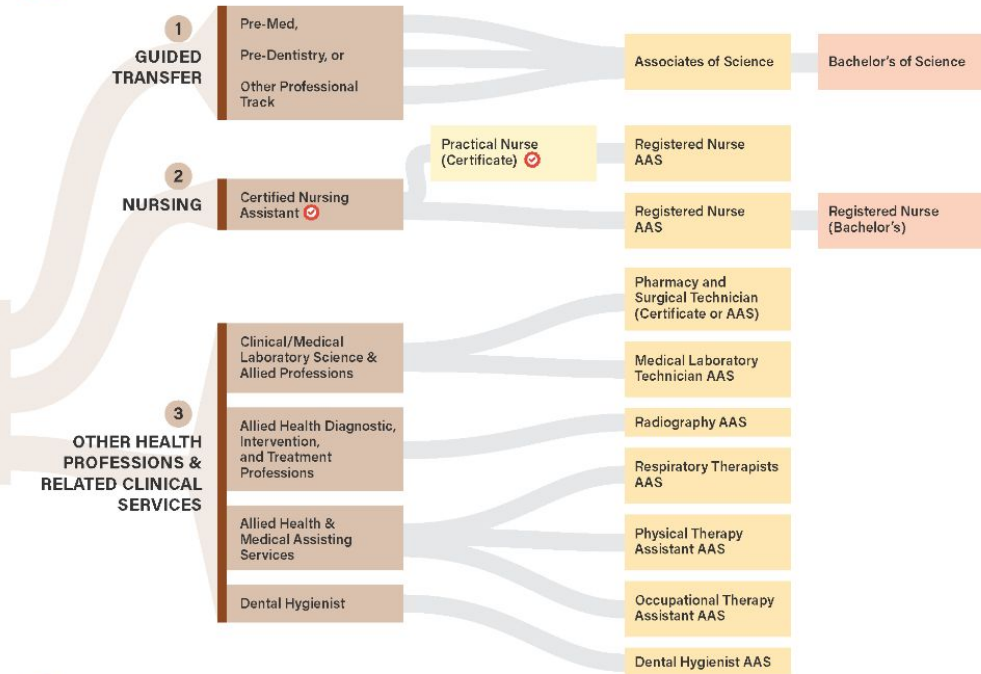 1
GUIDED
TRANSFER
Pre-Med,
Pre-Dentistry, or
Other Professional
Track
Associates of Science
Bachelor's of Science
2
NURSING
Certified Nursing
Assistant
Practical Nurse
(Certificate)
Registered Nurse
AAS
Registered Nurse
AAS
Registered Nurse
(Bachelor's)
3
OTHER HEALTH
PROFESSIONS &
RELATED CLINICAL
SERVICES
Clinical/Medical
Laboratory Science &
Allied Professions
Pharmacy and
Surgical Technician
(Certificate or AAS)
Medical Laboratory
Technician AAS
Allied Health Diagnostic,
Intervention,
and Treatment
Professions
Radiography AAS
Allied Health &
Medical Assisting
Services
Respiratory Therapists
AAS
Physical Therapy
Assistant AAS
Occupational Therapy
Assistant AAS
Dental Hygienist
Dental Hygienist AAS